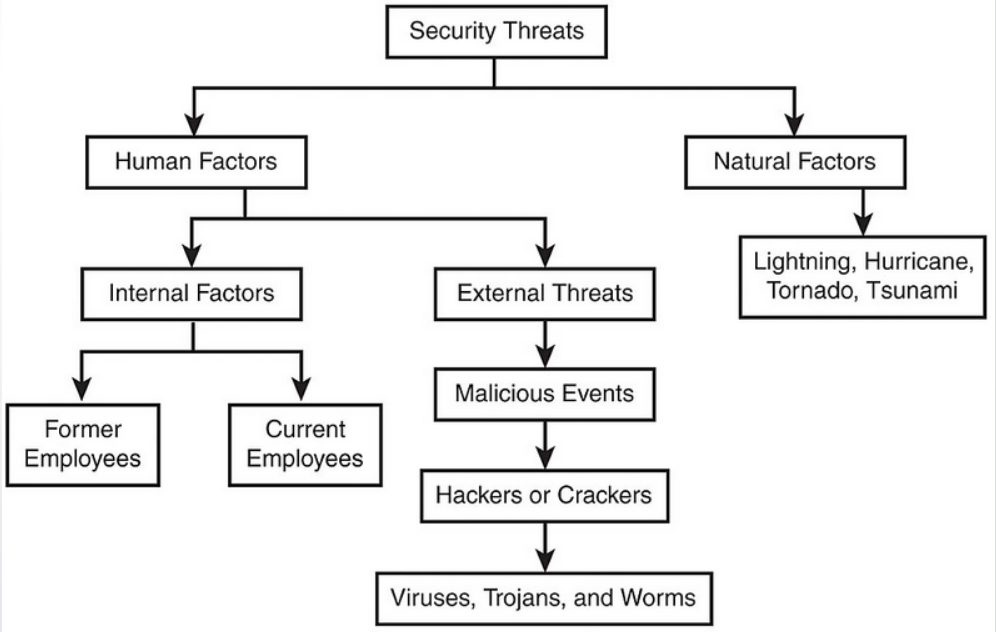 Security Threats
Human Factors
Natural Factors
Lightning, Hurricane,
Tornado, Tsunami
Internal Factors
External Threats
Malicious Events
Former
Employees
Current
Employees
Hackers or Crackers
Viruses, Trojans, and Worms